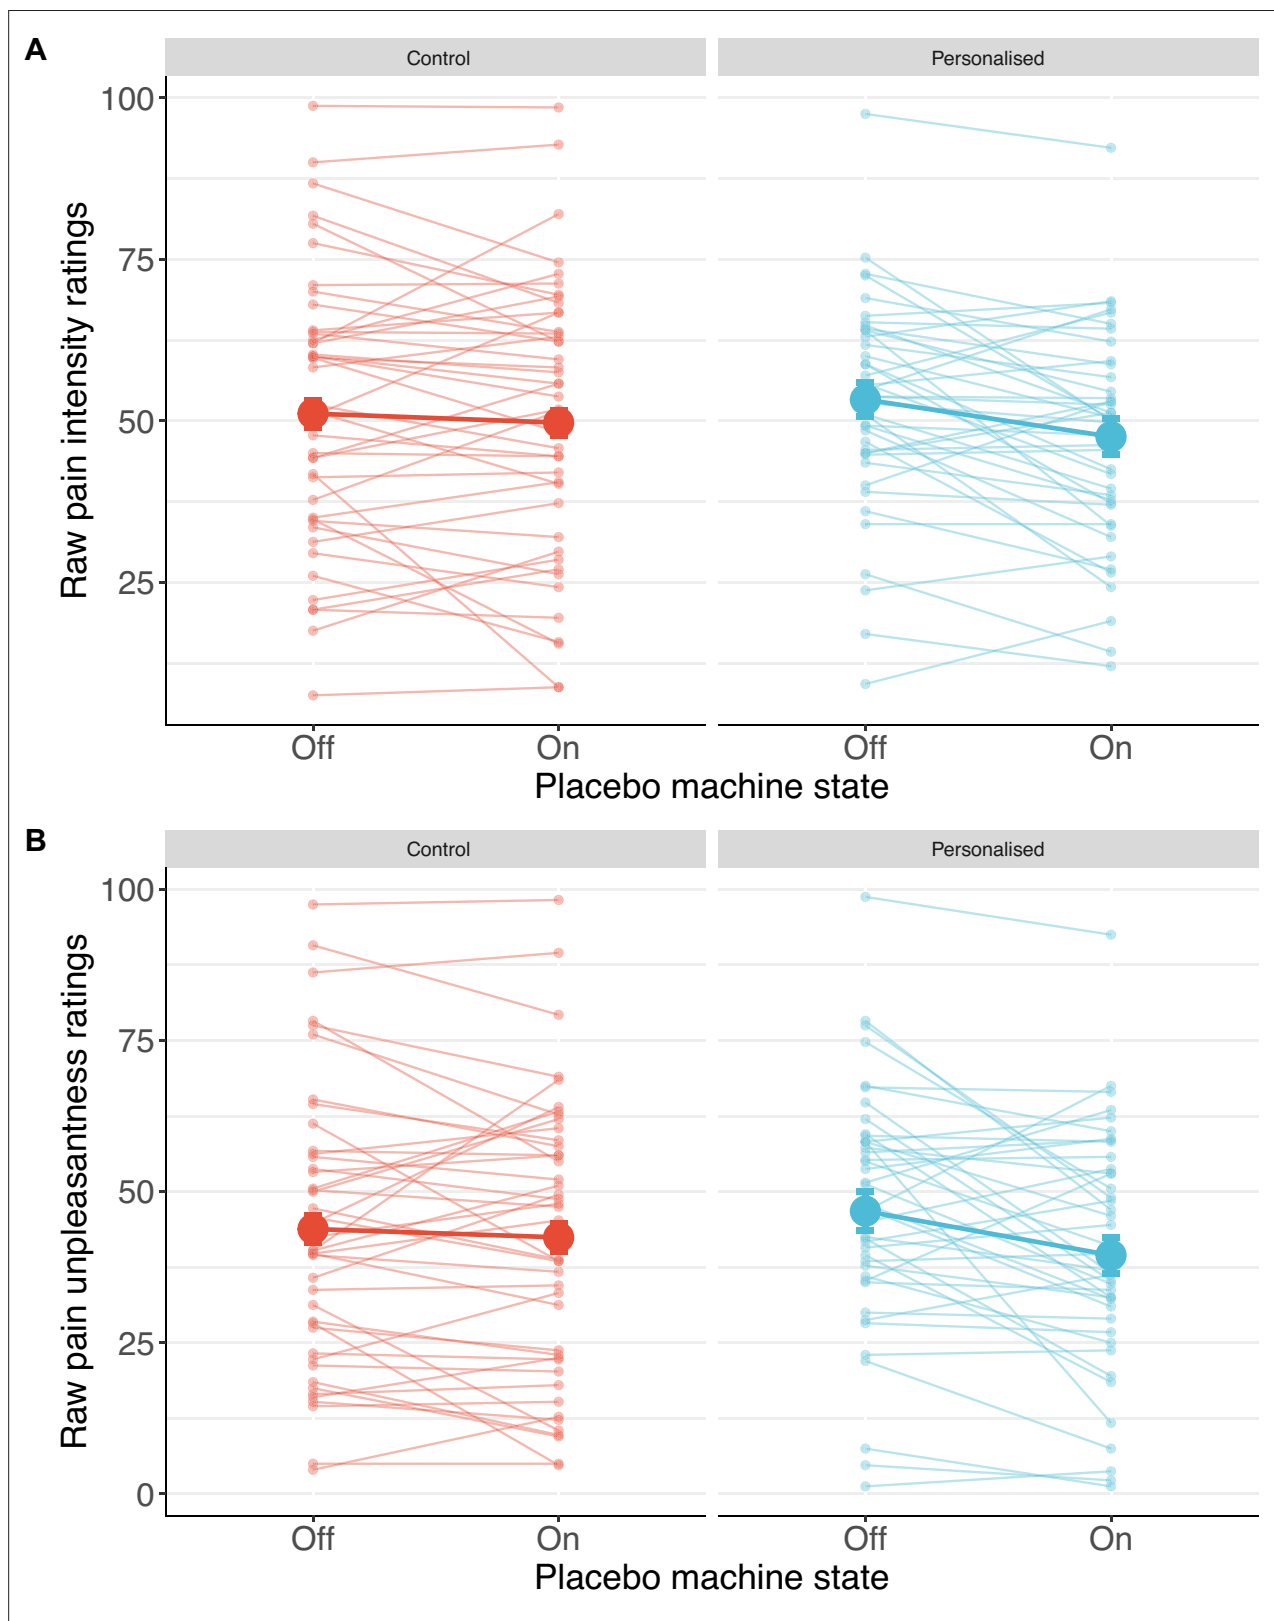 A
Control
Personalised
Raw pain intensity ratings
100
75
50
25
Off
On
Off
On
Placebo machine state
B
Control
Personalised
Raw pain unpleasantness ratings
100
75
50
25
0
Off
On
Off
On
Placebo machine state